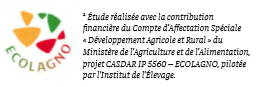 ECOLAGNO
¹ Étude réalisée avec la contribution
financière du Compte d'Affectation Spéciale
« Développement Agricole et Rural » du
Ministère de l'Agriculture et de l'Alimentation,
projet CASDAR IP 5560 – ECOLAGNO, pilotée
par l'Institut de l'Élevage.